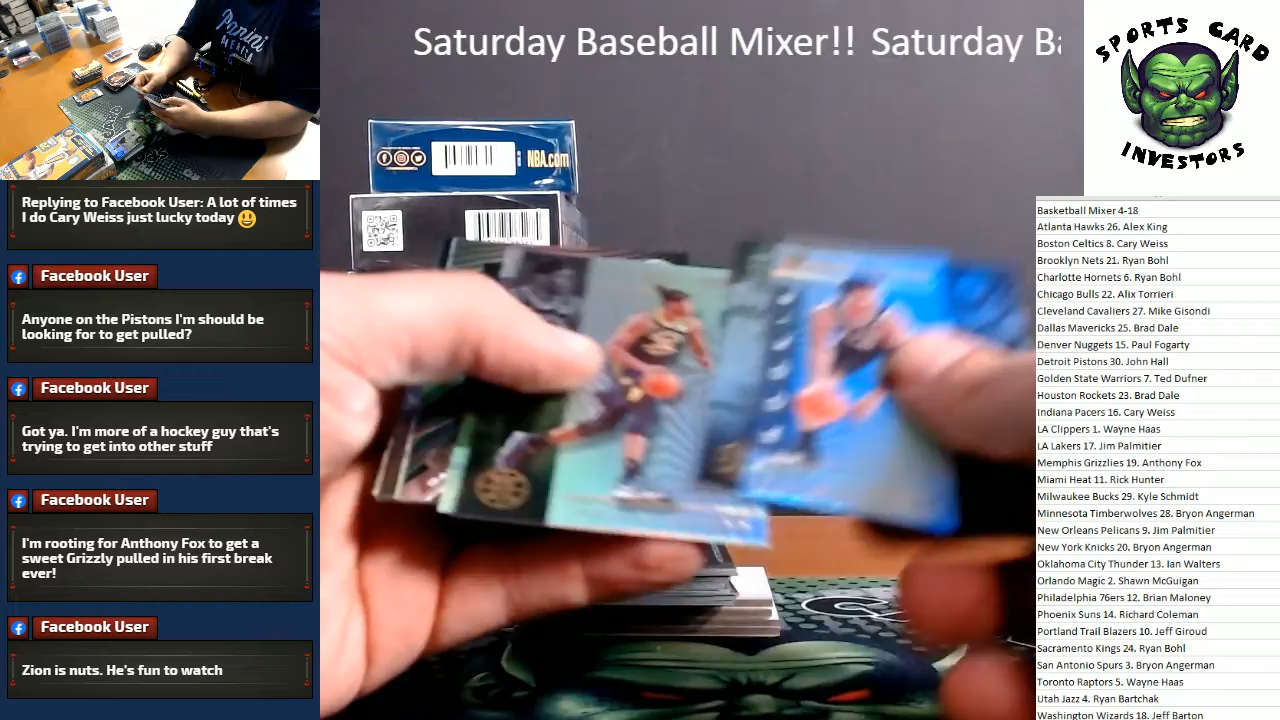 Saturday Baseball Mixer!! Saturday Ba
SPORTS CARD
INVESTORS
Panini
NBA.com
Replying to Facebook User: A lot of times
I do Cary Weiss just lucky today 😃
Facebook User
Anyone on the Pistons I'm should be
looking for to get pulled?
Facebook User
Got ya. I'm more of a hockey guy that's
trying to get into other stuff
Facebook User
I'm rooting for Anthony Fox to get a
sweet Grizzly pulled in his first break
ever!
Facebook User
Zion is nuts. He's fun to watch
Basketball Mixer 4-18
Atlanta Hawks 26. Alex King
Boston Celtics 8. Cary Weiss
Brooklyn Nets 21. Ryan Bohl
Charlotte Hornets 6. Ryan Bohl
Chicago Bulls 22. Alix Torrieri
Cleveland Cavaliers 27. Mike Gisondi
Dallas Mavericks 25. Brad Dale
Denver Nuggets 15. Paul Fogarty
Detroit Pistons 30. John Hall
Golden State Warriors 7. Ted Dufner
Houston Rockets 23. Brad Dale
Indiana Pacers 16. Cary Weiss
LA Clippers 1. Wayne Haas
LA Lakers 17. Jim Palmitier
Memphis Grizzlies 19. Anthony Fox
Miami Heat 11. Rick Hunter
Milwaukee Bucks 29. Kyle Schmidt
Minnesota Timberwolves 28. Bryon Angerman
New Orleans Pelicans 9. Jim Palmitier
New York Knicks 20. Bryon Angerman
Oklahoma City Thunder 13. Ian Walters
Orlando Magic 2. Shawn McGuigan
Philadelphia 76ers 12. Brian Maloney
Phoenix Suns 14. Richard Coleman
Portland Trail Blazers 10. Jeff Giroud
Sacramento Kings 24. Ryan Bohl
San Antonio Spurs 3. Bryon Angerman
Toronto Raptors 5. Wayne Haas
Utah Jazz 4. Ryan Bartchak
Washington Wizards 18. Jeff Barton